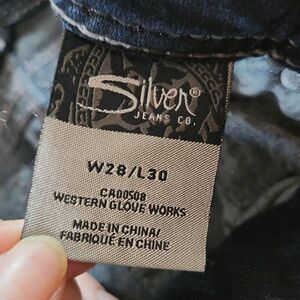 Silver®
JEANS CO.
W28/L30
CA00508
WESTERN GLOVE WORKS
MADE IN CHINA/
FABRIQUÉ EN CHINE